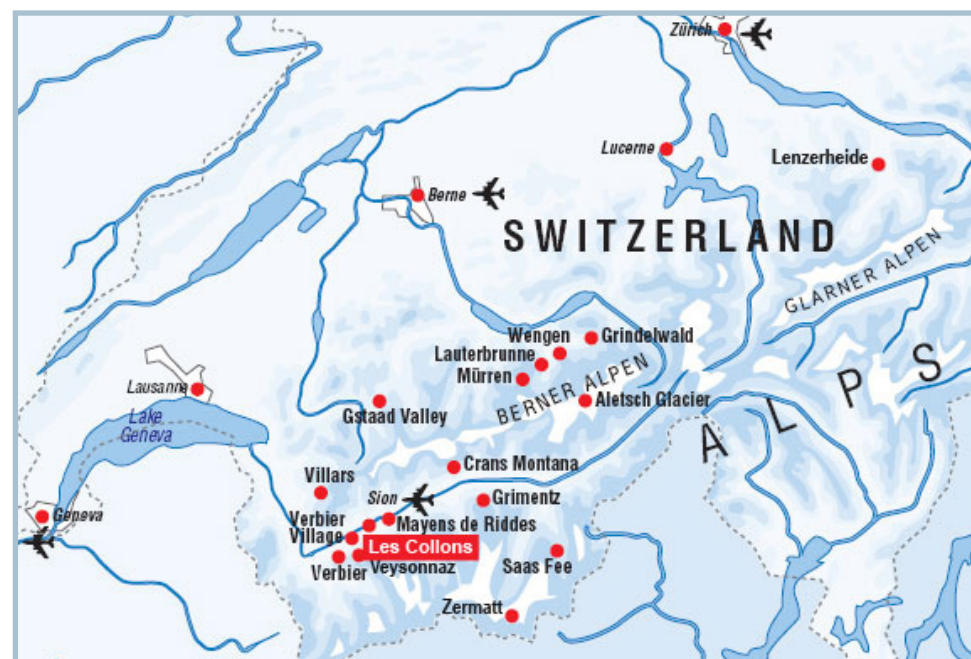 Zürich
Lucerne
Lenzerheide
Berne
SWITZERLAND
GLARNER ALPEN
Wengen
Grindelwald
Lauterbrunne
Mürren
BERNER ALPEN
Aletsch Glacier
ALPS
Lausanne
Gstaad Valley
Lake
Geneva
Crans Montana
Villars
Sion
Grimentz
Geneva
Verbier
Village
Mayens de Riddes
Les Collons
Verbier
Veysonnaz
Saas Fee
Zermatt